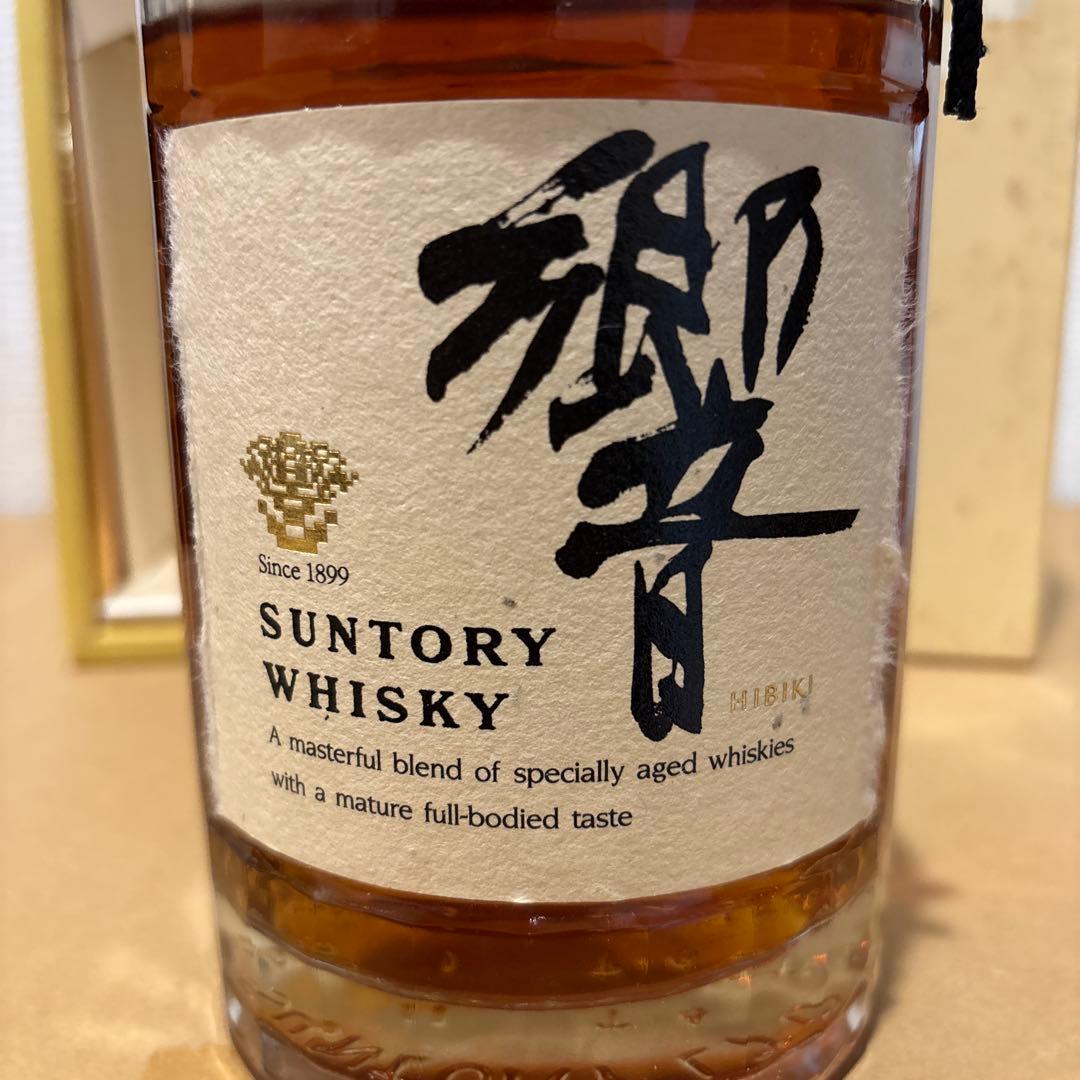 響
Since 1899
SUNTORY
WHISKY
HIBIKI
A masterful blend of specially aged whiskies
with a mature full-bodied taste